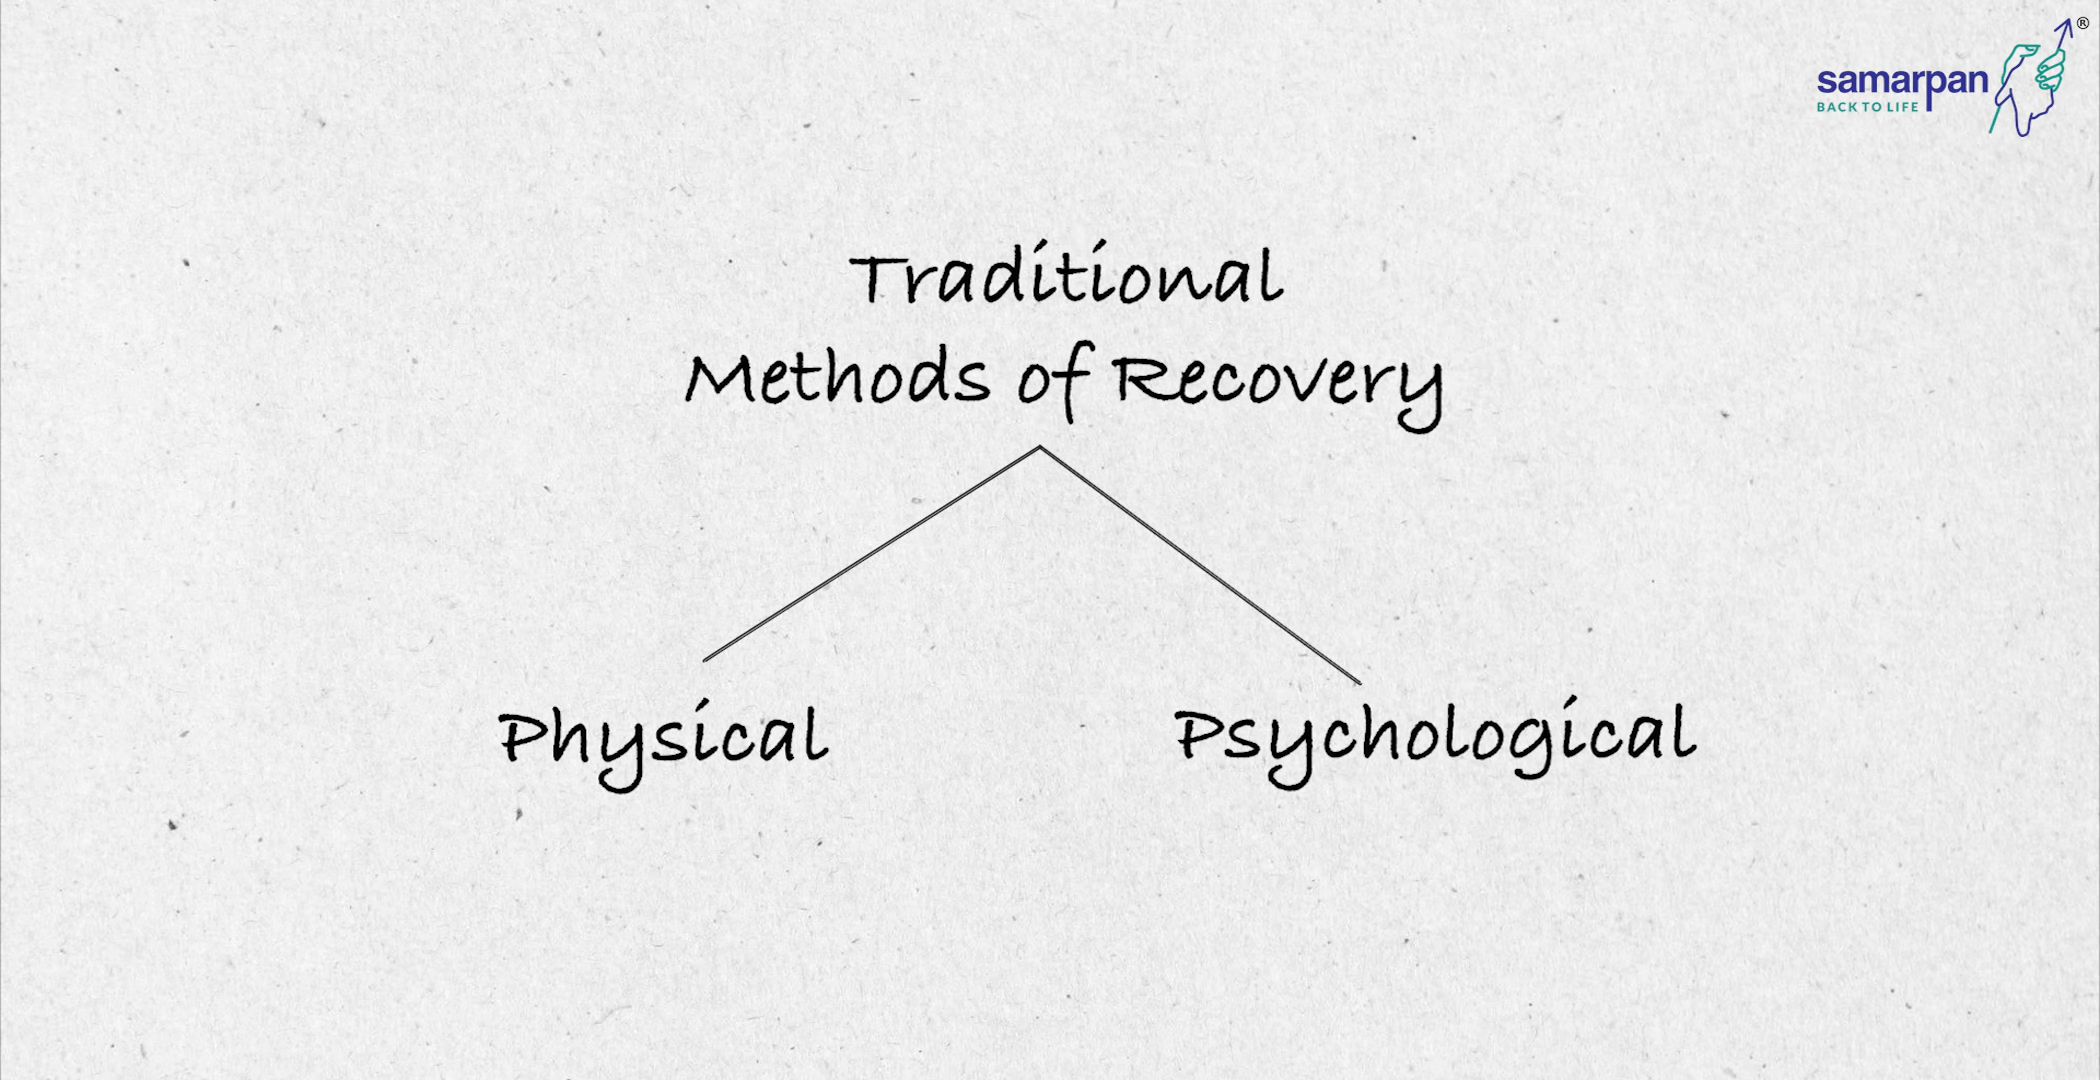 samarpan®
BACK TO LIFE
Traditional
Methods of Recovery
Physical
Psychological